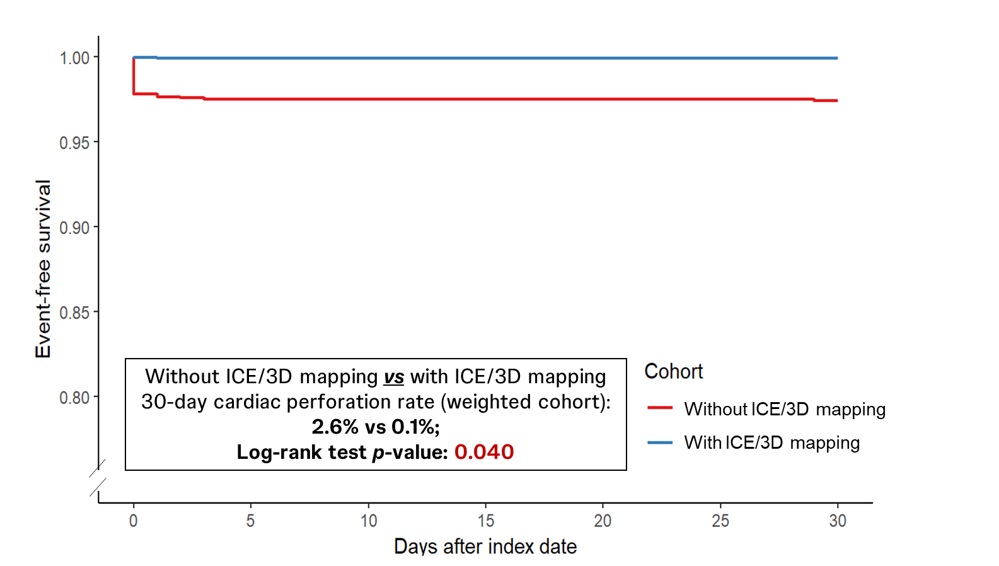 1.00
0.95
0.90
0.85
0.80
Event-free survival
Without ICE/3D mapping vs with ICE/3D mapping
30-day cardiac perforation rate (weighted cohort):
2.6% vs 0.1%;
Log-rank test p-value: 0.040
Cohort
Without ICE/3D mapping
With ICE/3D mapping
0 5 10 15 20 25 30
Days after index date